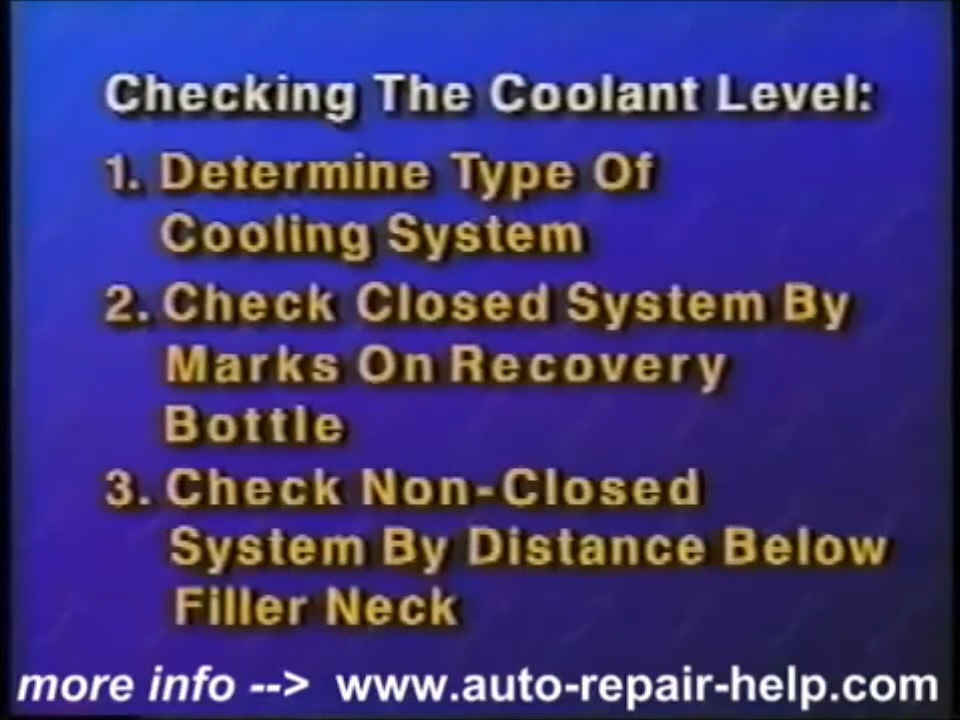 Checking The Coolant Level:
1. Determine Type Of
Cooling System
2. Check Closed System By
Marks On Recovery
Bottle
3. Check Non-Closed
System By Distance Below
Filler Neck
more info --> www.auto-repair-help.com